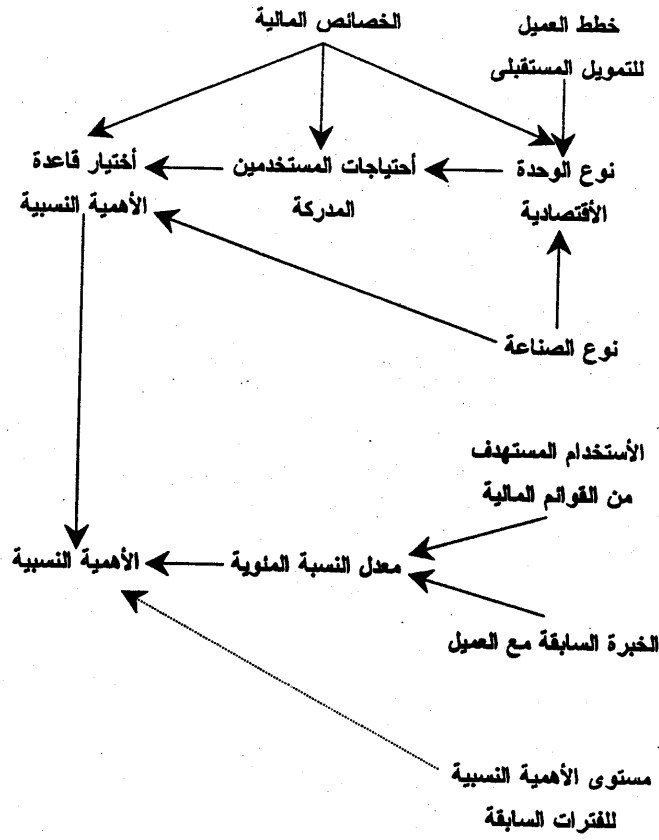 خطط العميل
للتمويل المستقبلى
الخصائص المالية
نوع الوحدة
الأقتصادية
أحتياجات المستخدمين
المدركة
أختيار قاعدة
الأهمية النسبية
نوع الصناعة
الأستخدام المستهدف
من القوائم المالية
معدل النسبة المئوية
الأهمية النسبية
الخبرة السابقة مع العميل
مستوى الأهمية النسبية
للفترات السابقة